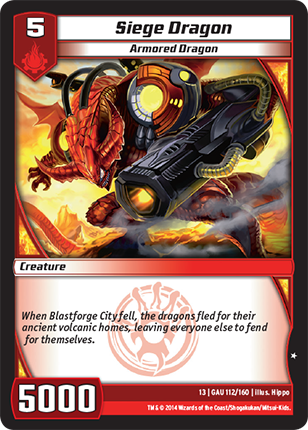 5
Siege Dragon
Armored Dragon
Creature
When Blastforge City fell, the dragons fled for their
ancient volcanic homes, leaving everyone else to fend
for themselves.
5000
13 | GAU 112/160 | Illus. Hippo
TM & © 2014 Wizards of the Coast/Shogakukan/Mitsui-Kids.